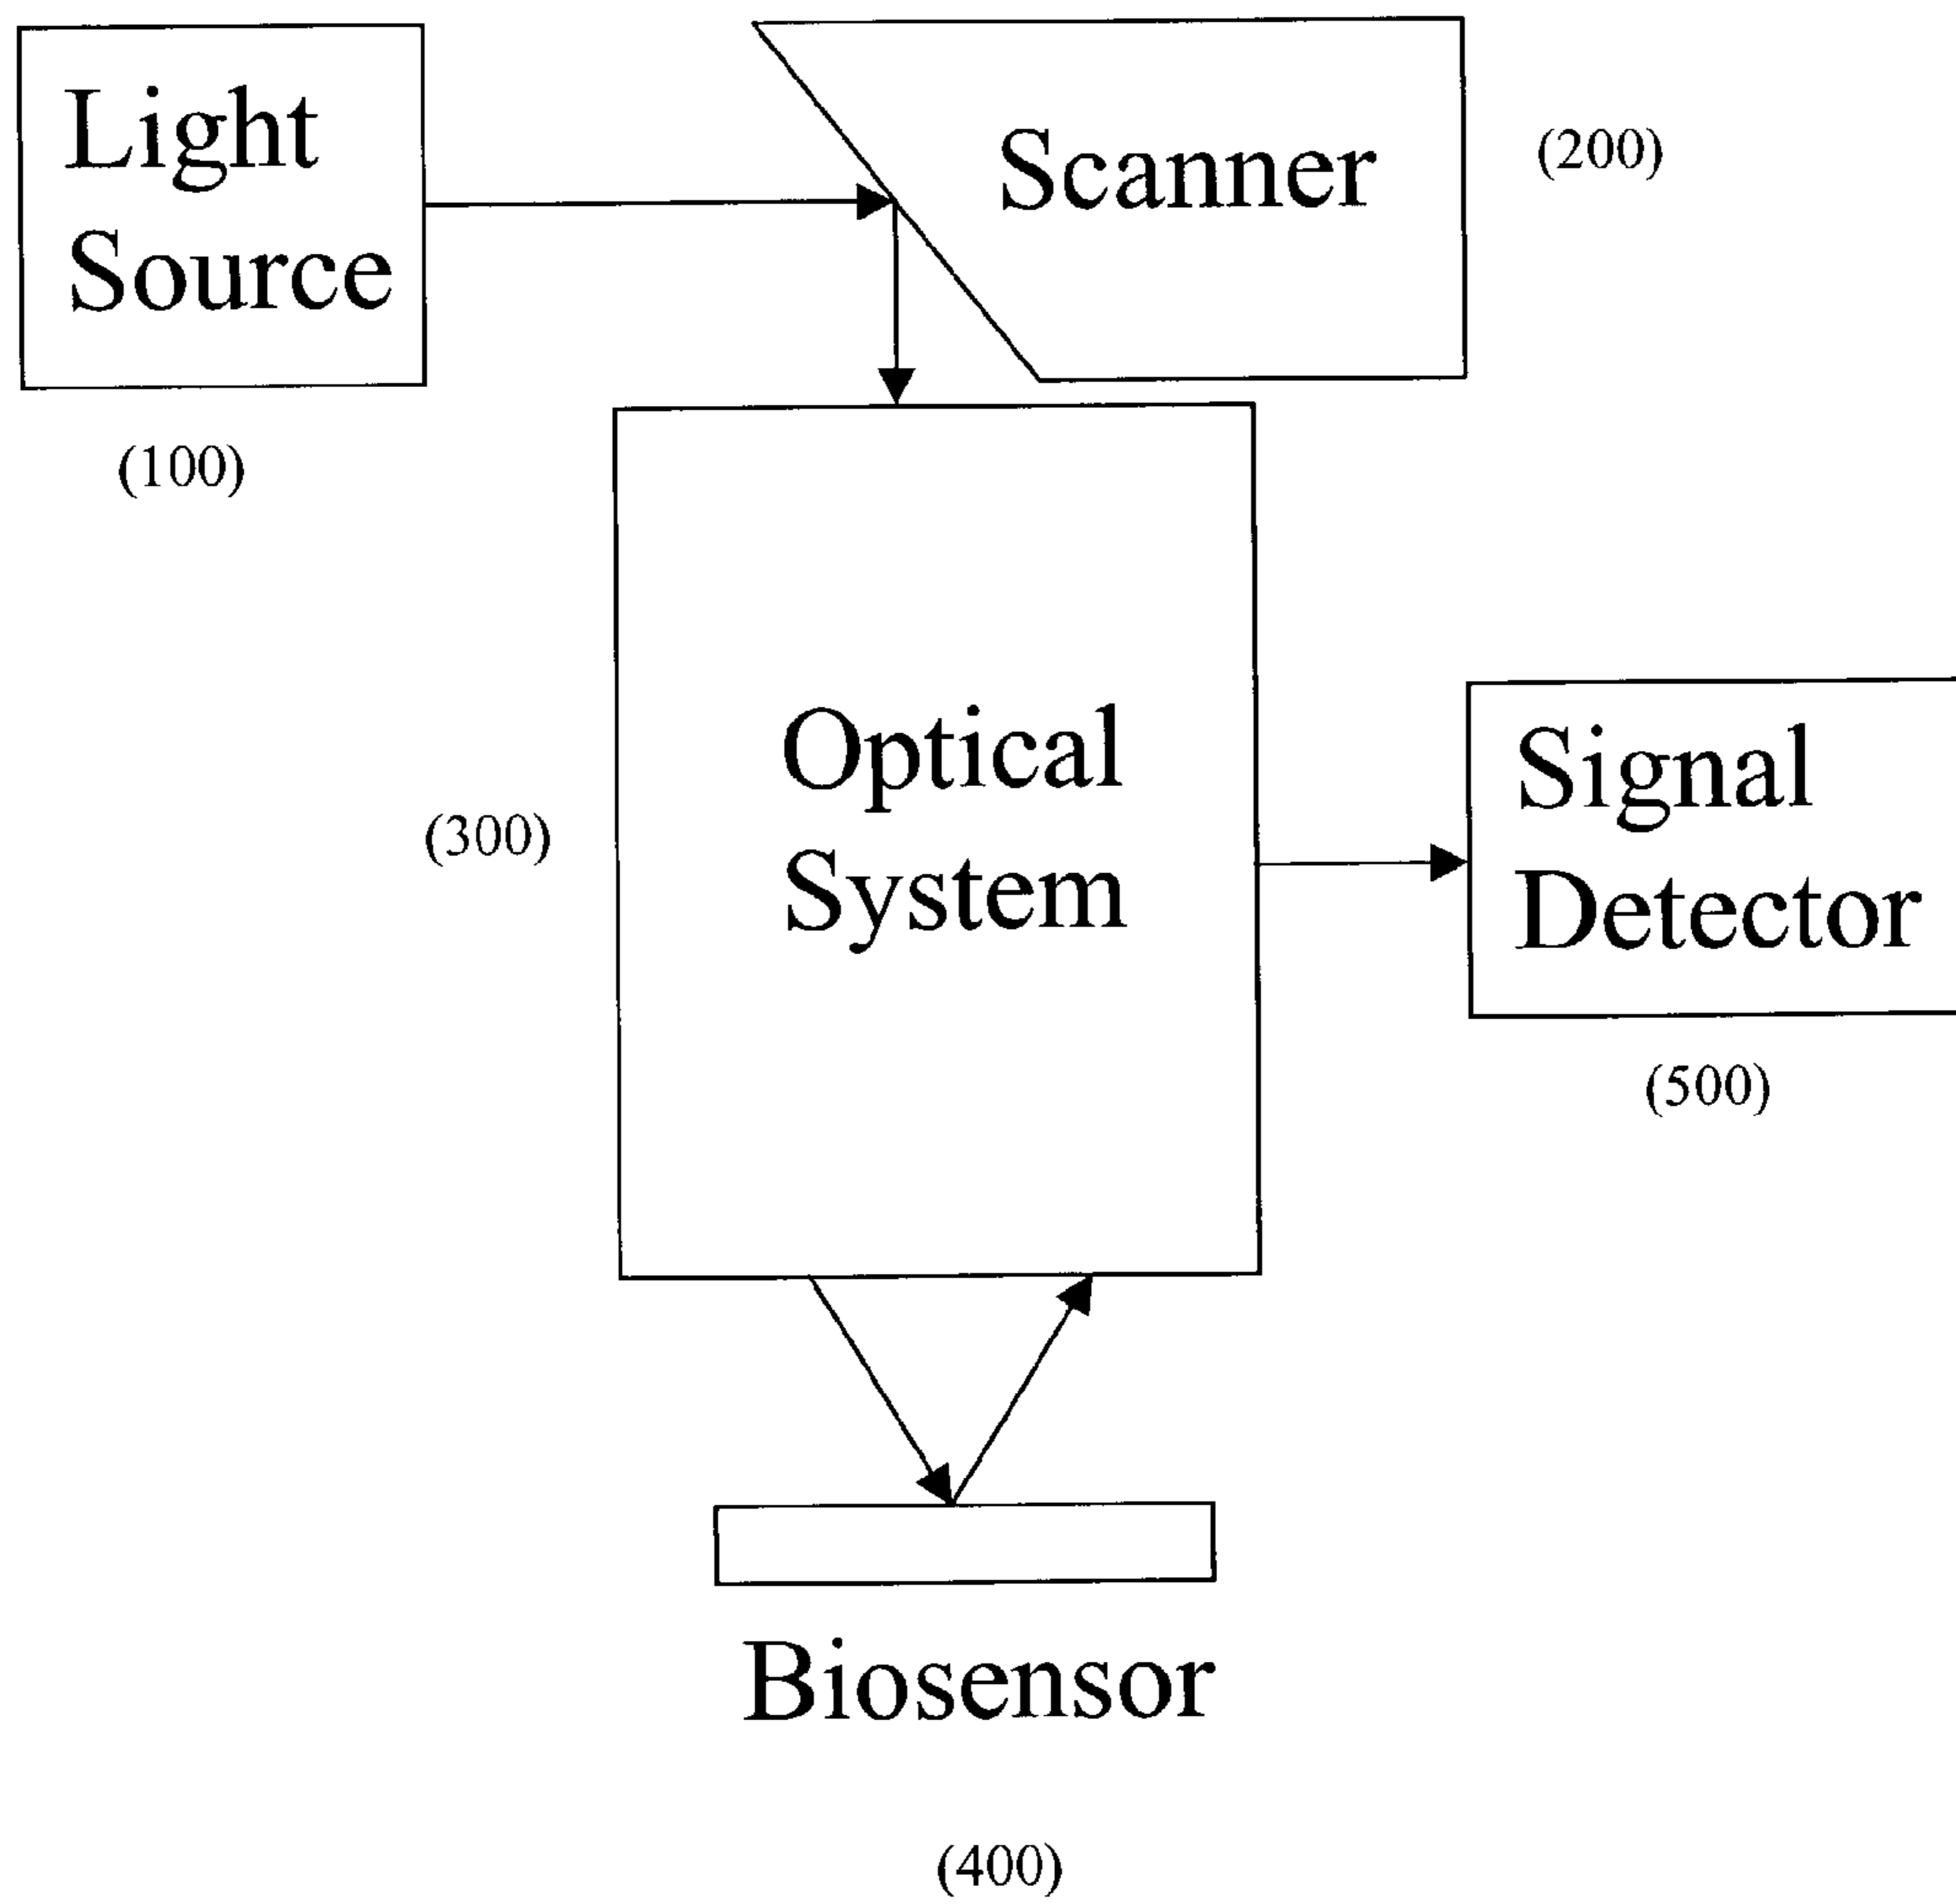 Light
Source
(100)
Scanner
(200)
Optical
System
(300)
Signal
Detector
(500)
Biosensor
(400)